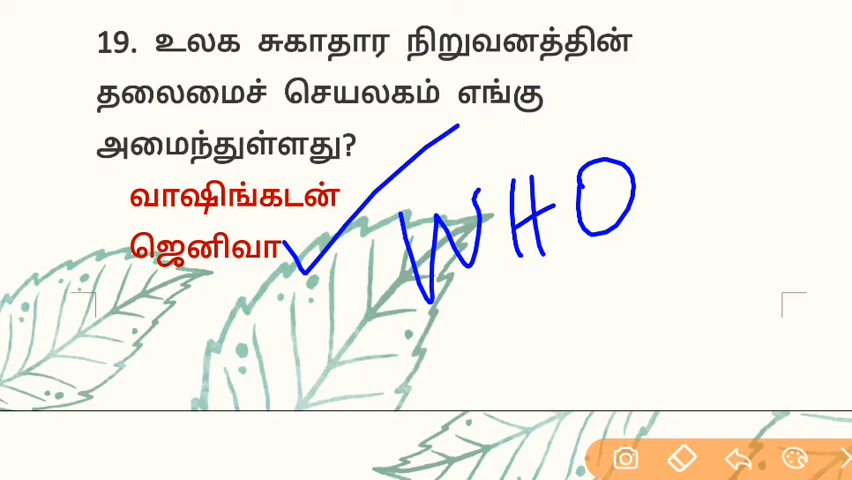 19. உலக சுகாதார நிறுவனத்தின்
தலைமைச் செயலகம் எங்கு
அமைந்துள்ளது?
வாஷிங்கடன்
ஜெனிவா
WHO